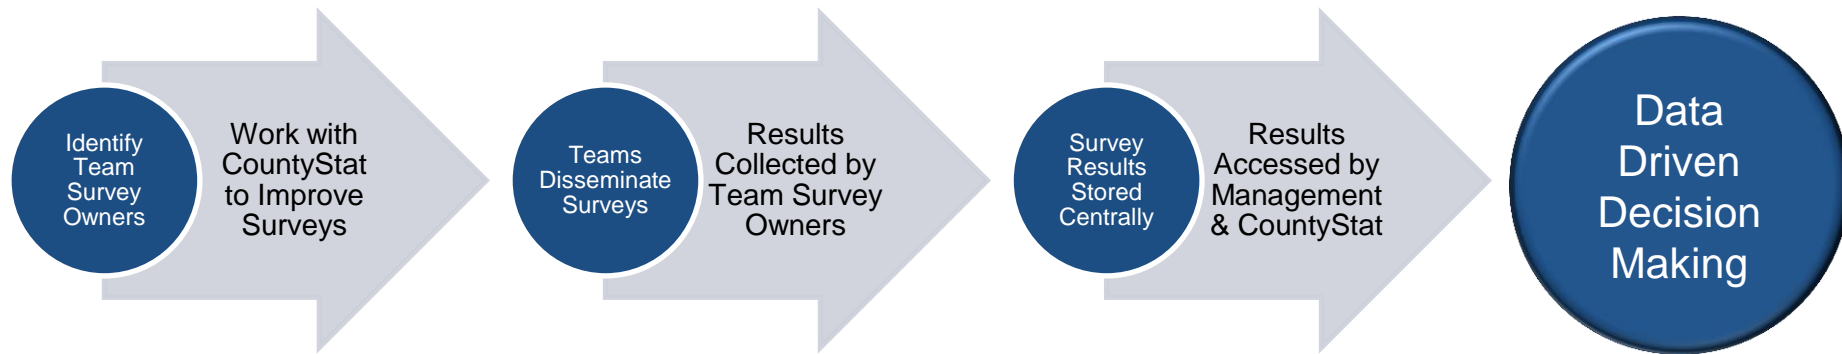 Identify
Team
Survey
Owners
Work with
CountyStat
to Improve
Surveys
Teams
Disseminate
Surveys
Results
Collected by
Team Survey
Owners
Survey
Results
Stored
Centrally
Results
Accessed by
Management
& CountyStat
Data
Driven
Decision
Making